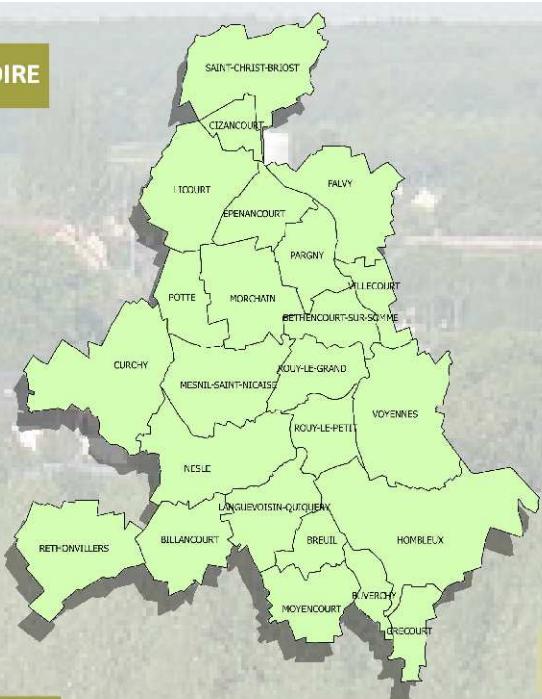 OIRE
SAINT-CHRIST-BRIOST
CIZANCOURT
LICOURT
FALVY
EPENANCOURT
PARGNY
VILLECOURT
POTTE
MORCHAIN
BETHENCOURT-SUR-SOMME
CURCHY
ROUY-LE-GRAND
MESNIL-SAINT-NICAISE
VOYENNES
ROUY-LE-PETIT
NESLE
LANGUEVOISIN-QUIQUERY
RETHONVILLERS
BILLANCOURT
BREUIL
HOMBLEUX
BUVERCHY
MOYENCOURT
GRECOURT